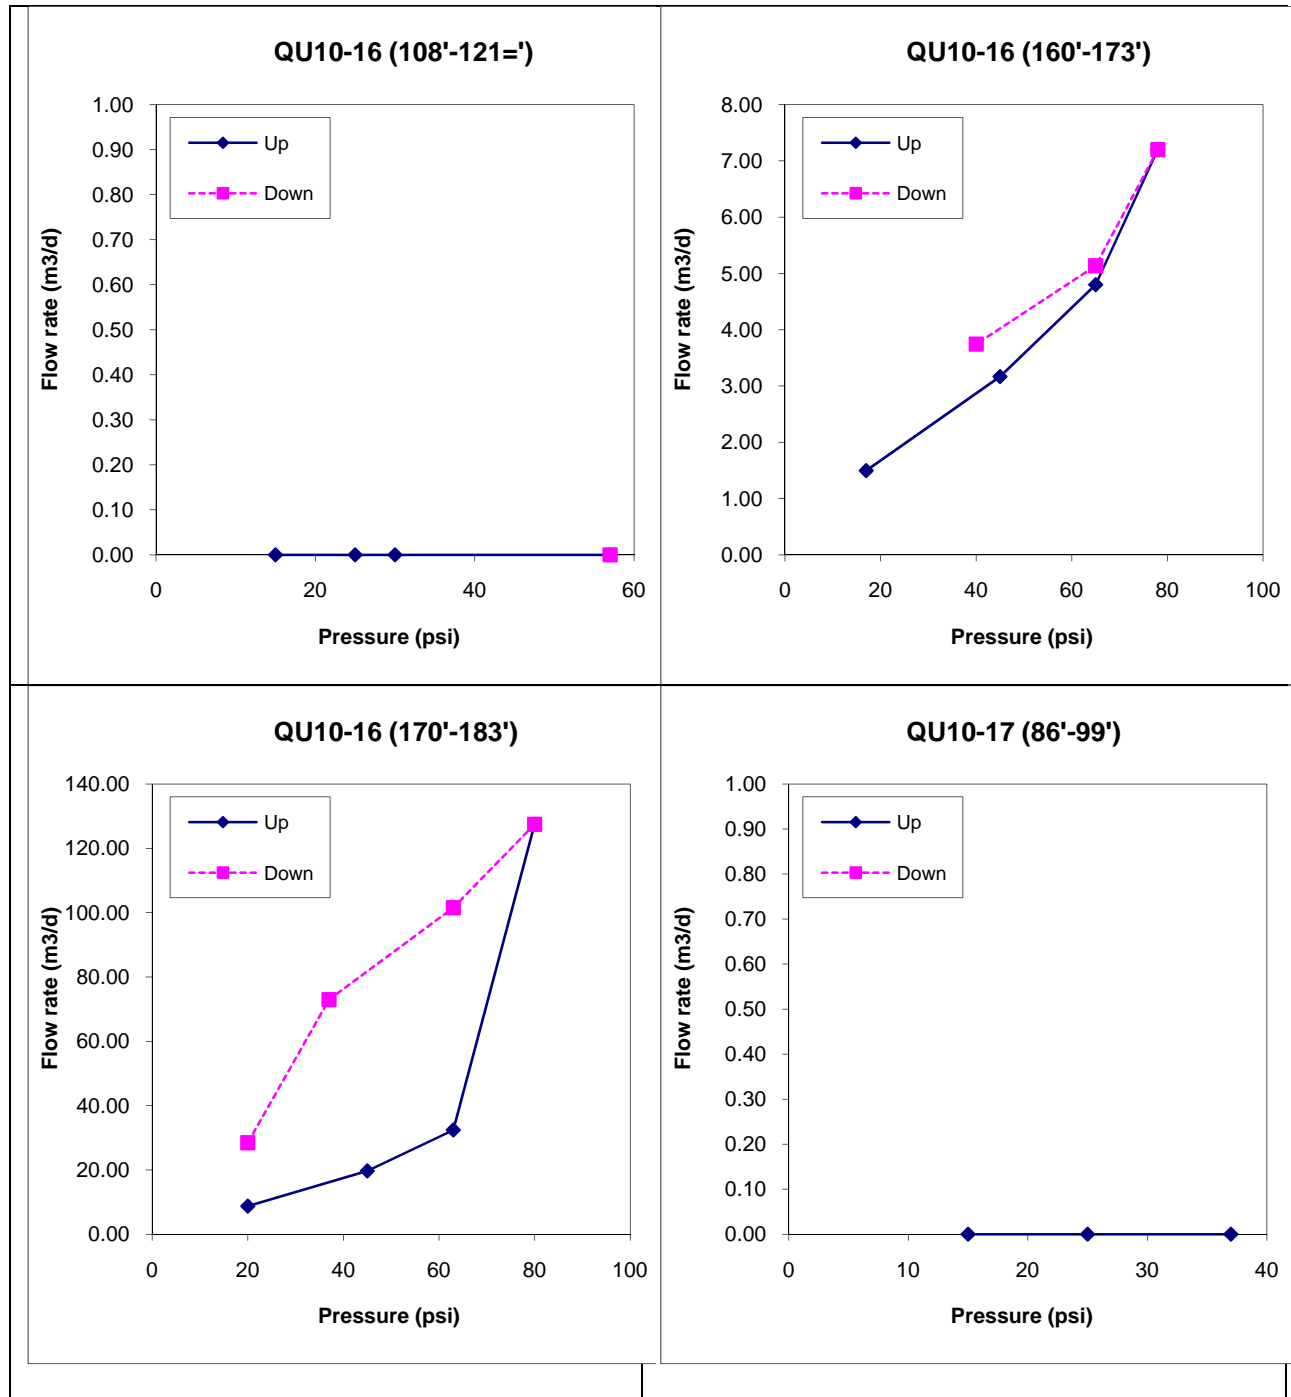 QU10-16 (108'-121=')
1.00
0.90
0.80
0.70
0.60
0.50
0.40
0.30
0.20
0.10
0.00
Flow rate (m3/d)
Up
Down
0 20 40 60
Pressure (psi)
QU10-16 (160'-173')
8.00
7.00
6.00
5.00
4.00
3.00
2.00
1.00
0.00
Flow rate (m3/d)
Up
Down
0 20 40 60 80 100
Pressure (psi)
QU10-16 (170'-183')
140.00
120.00
100.00
80.00
60.00
40.00
20.00
0.00
Flow rate (m3/d)
Up
Down
0 20 40 60 80 100
Pressure (psi)
QU10-17 (86'-99')
1.00
0.90
0.80
0.70
0.60
0.50
0.40
0.30
0.20
0.10
0.00
Flow rate (m3/d)
Up
Down
0 10 20 30 40
Pressure (psi)